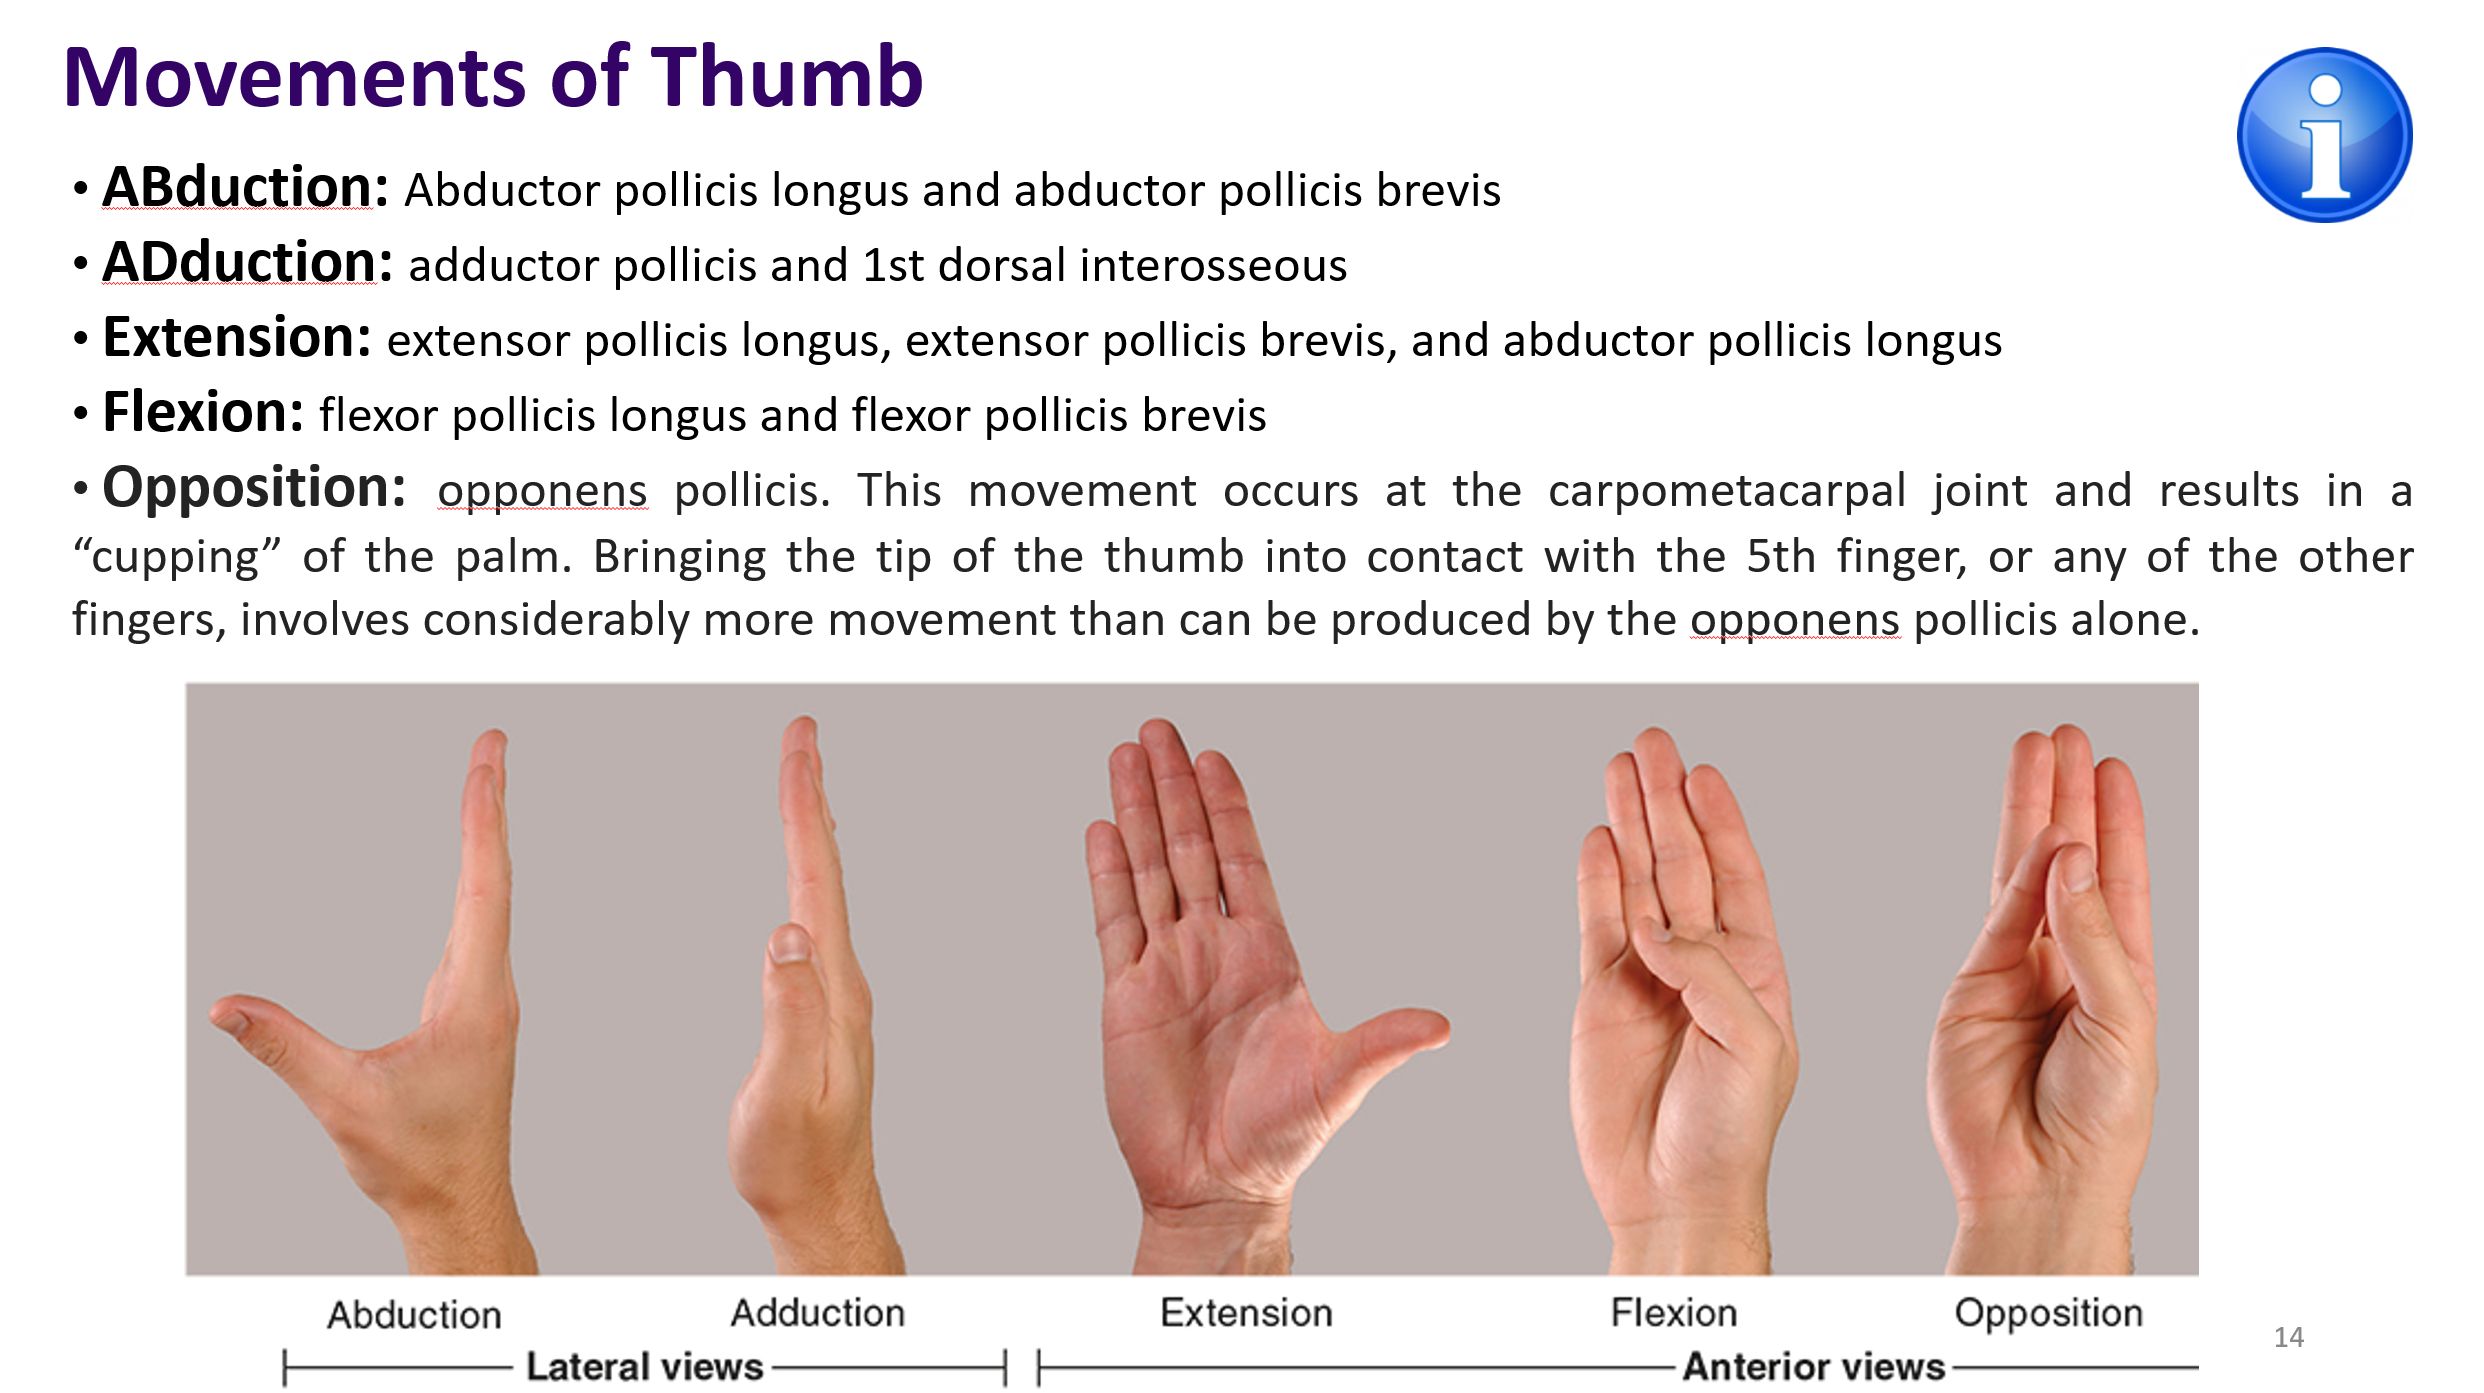 Movements of Thumb
• ABduction: Abductor pollicis longus and abductor pollicis brevis
• ADduction: adductor pollicis and 1st dorsal interosseous
• Extension: extensor pollicis longus, extensor pollicis brevis, and abductor pollicis longus
• Flexion: flexor pollicis longus and flexor pollicis brevis
• Opposition: opponens pollicis. This movement occurs at the carpometacarpal joint and results in a
“cupping” of the palm. Bringing the tip of the thumb into contact with the 5th finger, or any of the other
fingers, involves considerably more movement than can be produced by the opponens pollicis alone.
Abduction Adduction Extension Flexion Opposition
Lateral views Anterior views
14